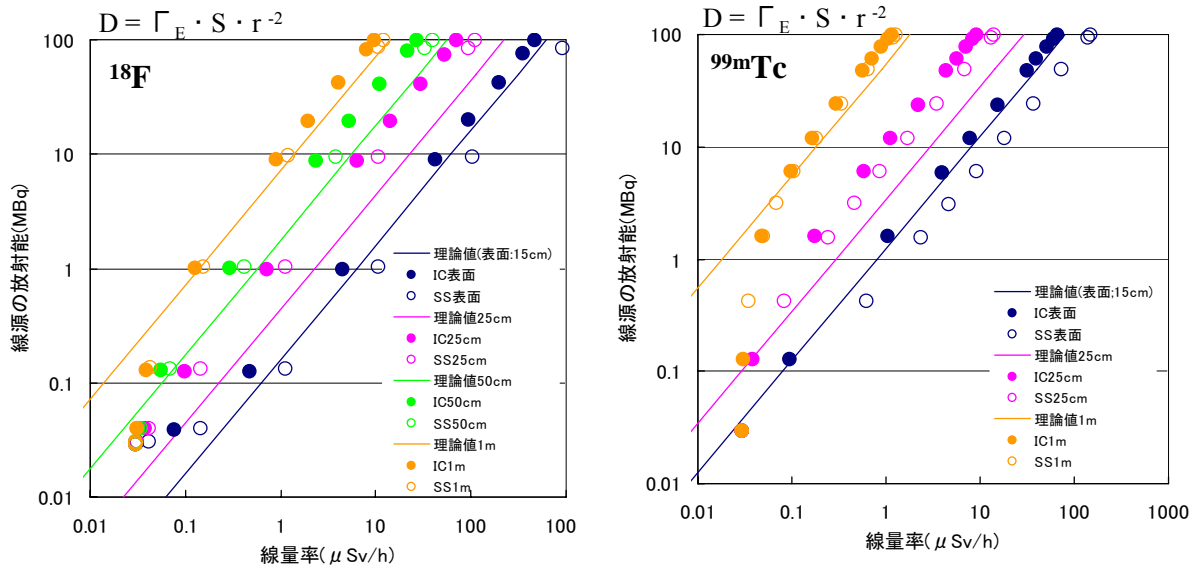 D = Γ E ・ S ・ r -2
18F
100
10
1
0.1
0.01
線源の放射能(MBq)
0.01 0.1 1 10 100 100
線量率(μSv/h)
理論値(表面:15cm)
IC表面
SS表面
理論値25cm
IC25cm
SS25cm
理論値50cm
IC50cm
SS50cm
理論値1m
IC1m
SS1m
D = Γ E ・ S ・ r -2
99mTc
100
10
1
0.1
0.01
線源の放射能(MBq)
0.01 0.1 1 10 100 1000
線量率(μSv/h)
理論値(表面;15cm)
IC表面
SS表面
理論値25cm
IC25cm
SS25cm
理論値1m
IC1m
SS1m